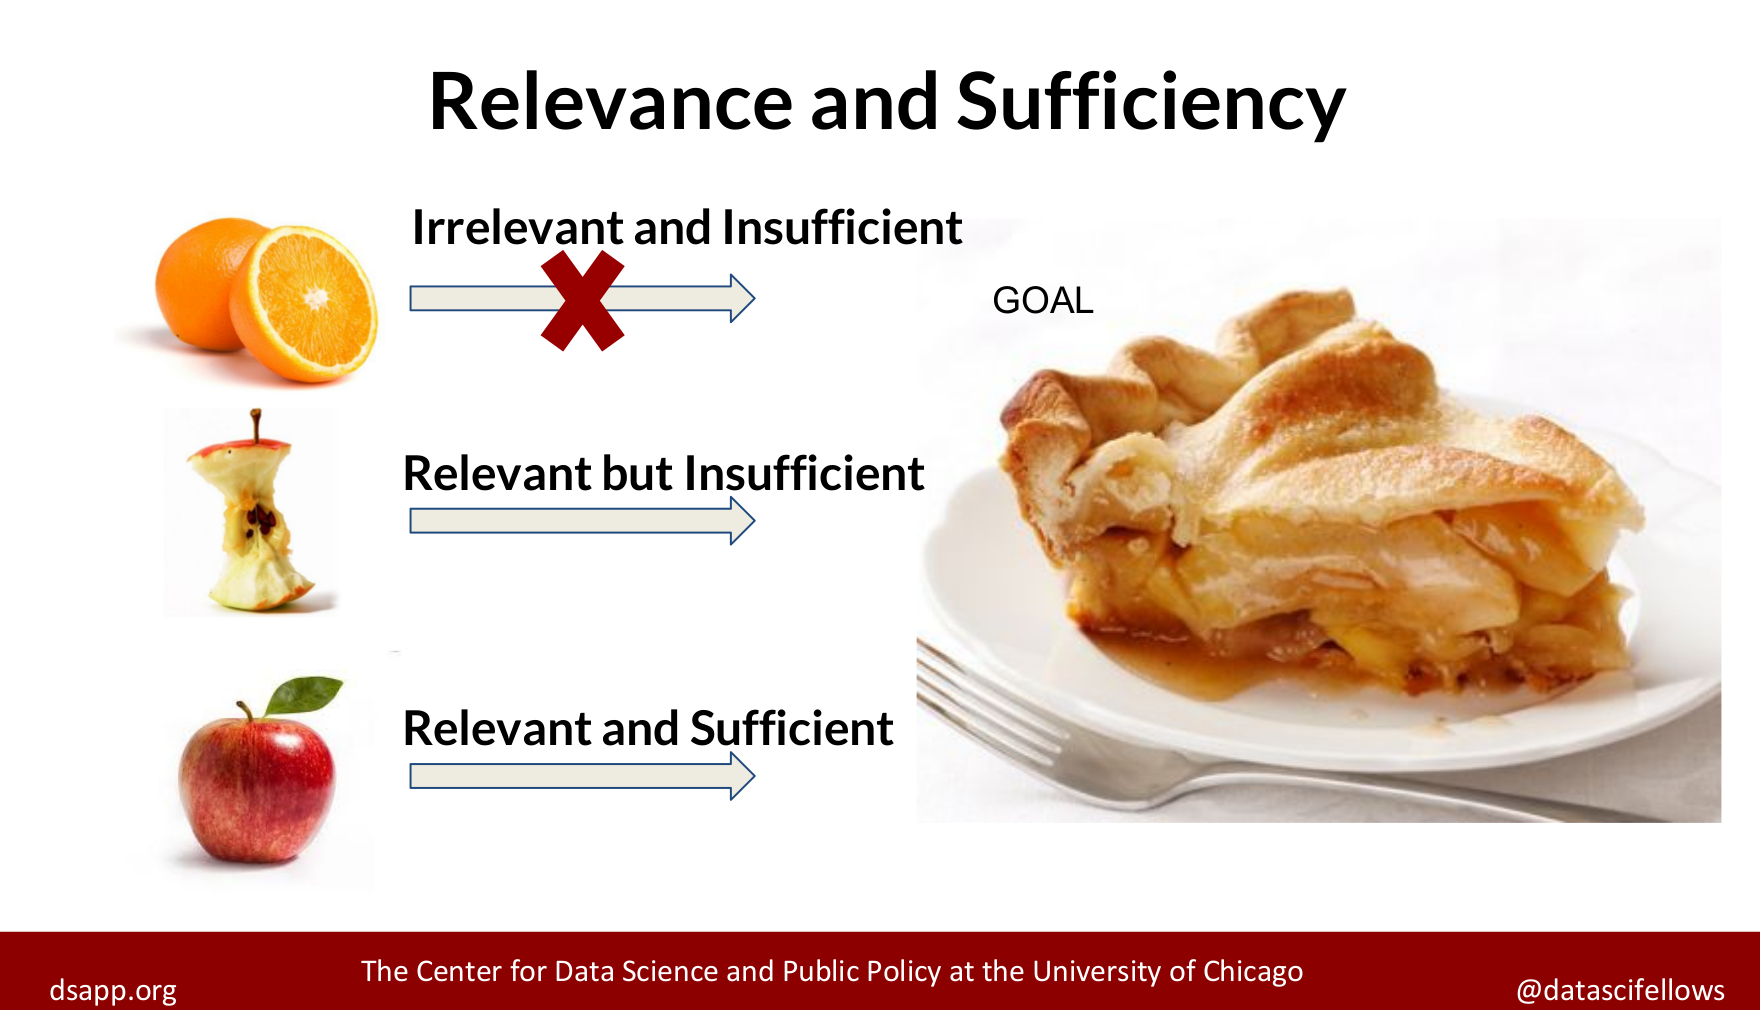 Relevance and Sufficiency
Irrelevant and Insufficient
GOAL
Relevant but Insufficient
Relevant and Sufficient
The Center for Data Science and Public Policy at the University of Chicago
dsapp.org
@datascifellows